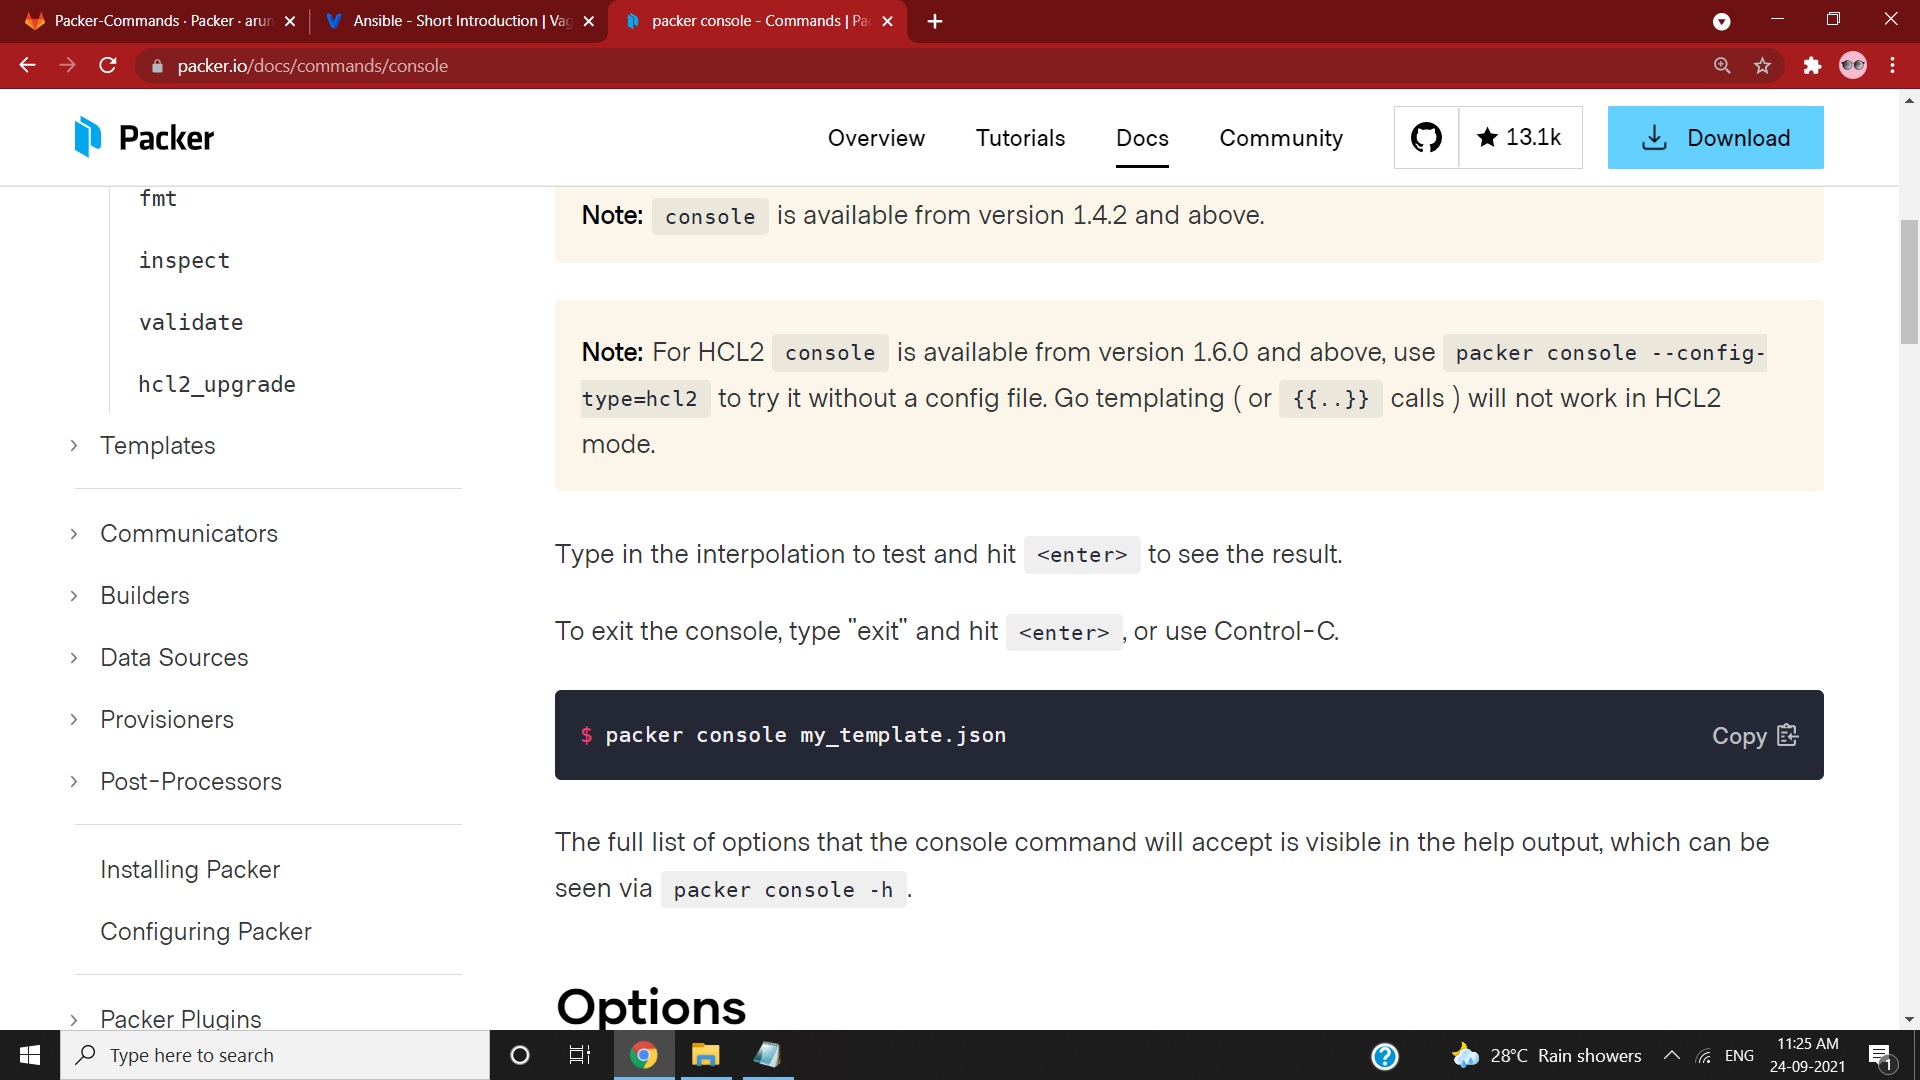 Packer-Commands · Packer · arun
Ansible - Short Introduction | Vag
packer console - Commands | Pa
packer.io/docs/commands/console
Packer
Overview
Tutorials
Docs
Community
13.1k
Download
fmt
inspect
validate
hcl2_upgrade
Templates
Communicators
Builders
Data Sources
Provisioners
Post-Processors
Installing Packer
Configuring Packer
Packer Plugins
Note: console is available from version 1.4.2 and above.
Note: For HCL2 console is available from version 1.6.0 and above, use packer console --config-
type=hcl2 to try it without a config file. Go templating ( or {{..}} calls ) will not work in HCL2
mode.
Type in the interpolation to test and hit <enter> to see the result.
To exit the console, type "exit" and hit <enter> , or use Control-C.
$ packer console my_template.json
Copy
The full list of options that the console command will accept is visible in the help output, which can be
seen via packer console -h .
Options
Type here to search
28°C Rain showers
ENG
11:25 AM
24-09-2021
1